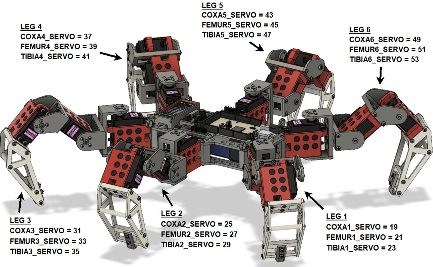 LEG 5
COXA5_SERVO = 43
FEMUR5_SERVO = 45
TIBIA5_SERVO = 47
LEG 4
COXA4_SERVO = 37
FEMUR4_SERVO = 39
TIBIA4_SERVO = 41
LEG 6
COXA6_SERVO = 49
FEMUR6_SERVO = 51
TIBIA6_SERVO = 53
LEG 3
COXA3_SERVO = 31
FEMUR3_SERVO = 33
TIBIA3_SERVO = 35
LEG 2
COXA2_SERVO = 25
FEMUR2_SERVO = 27
TIBIA2_SERVO = 29
LEG 1
COXA1_SERVO = 19
FEMUR1_SERVO = 21
TIBIA1_SERVO = 23